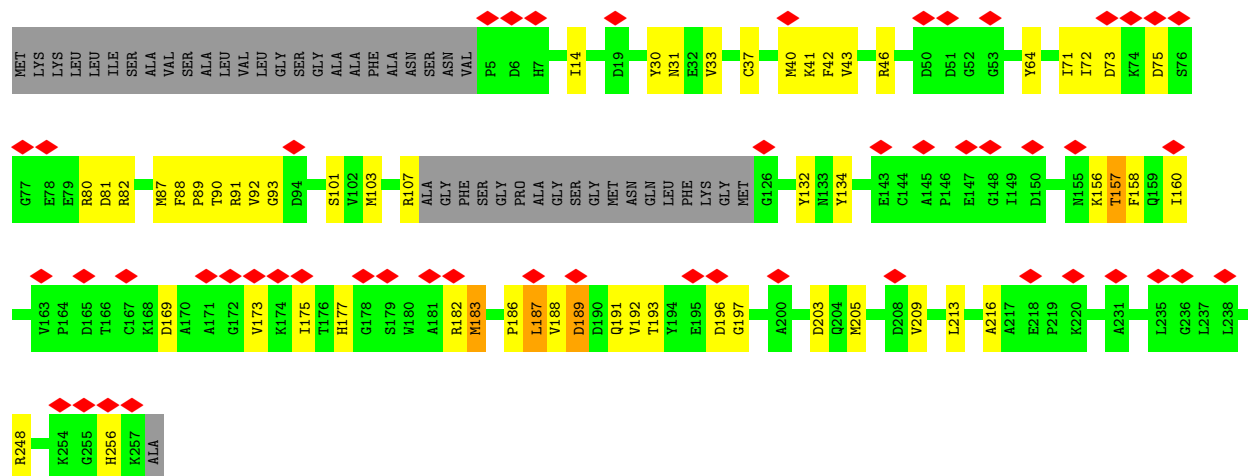 MET LYS LYS LEU LEU ILE SER ALA VAL SER ALA LEU VAL LEU GLY SER GLY ALA ALA PHE ALA ASN SER ASN VAL P5 D6 H7 I14 D19 Y30 N31 E32 V33 C37 M40 K41 F42 V43 R46 D50 D51 G52 G53 Y64 I71 I72 D73 K74 D75 S76
G77 E78 E79 R80 D81 R82 M87 F88 P89 T90 R91 V92 G93 D94 S101 V102 M103 R107 ALA GLY PHE SER GLY PRO ALA GLY SER GLY MET ASN GLN LEU PHE LYS GLY MET G126 Y132 N133 Y134 E143 C144 A145 P146 E147 G148 I149 D150 N155 K156 T157 F158 Q159 I160
V163 P164 D165 T166 C167 K168 D169 A170 A171 G172 V173 K174 I175 T176 H177 G178 S179 W180 A181 R182 M183 P186 L187 V188 D189 D190 Q191 V192 T193 Y194 E195 D196 G197 A200 D203 Q204 M205 D208 V209 L213 A216 A217 E218 P219 K220 A231 L235 G236 L237 L238
R248 K254 G255 H256 K257 ALA